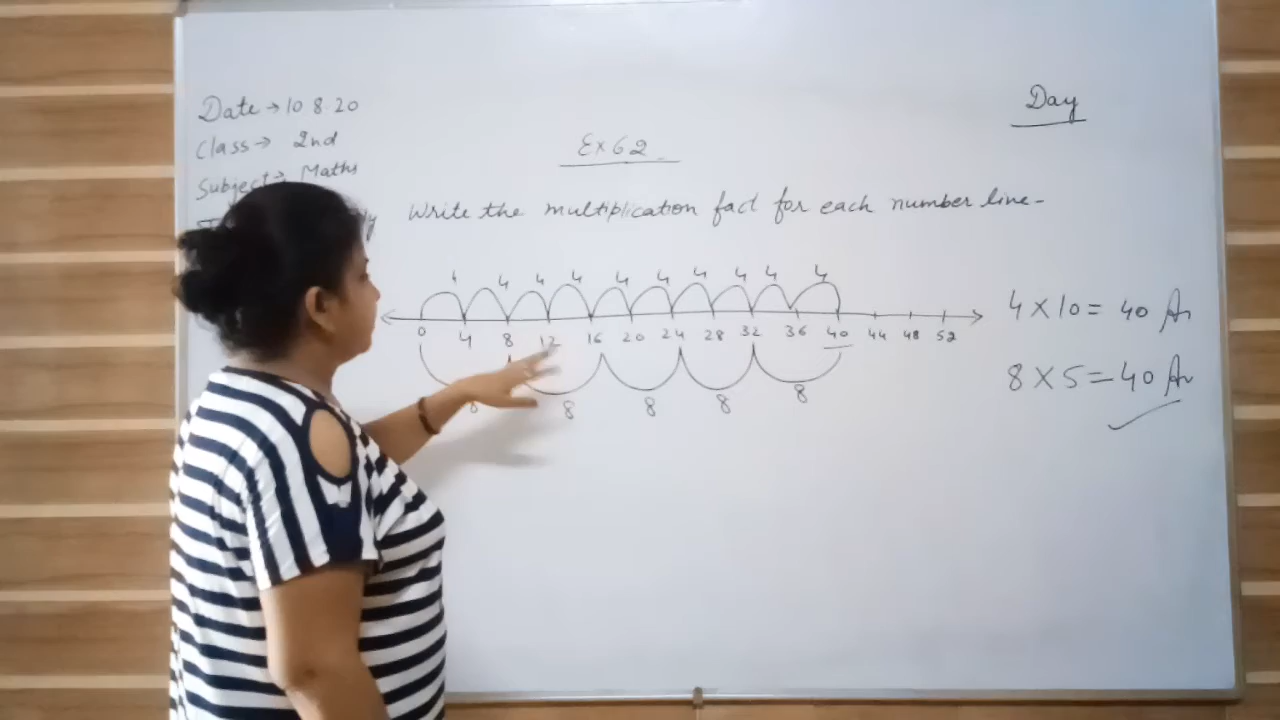 Date → 10 8 20
Day
Class → 2nd
Ex 6 2
Subject → Maths
Write the multiplication fact for each number line -
4 4 4 4 4 4 4 4 4 4
0 4 8 12 16 20 24 28 32 36 40 44 48 52
8 8 8 8
4 × 10 = 40 An
8 × 5 = 40 An